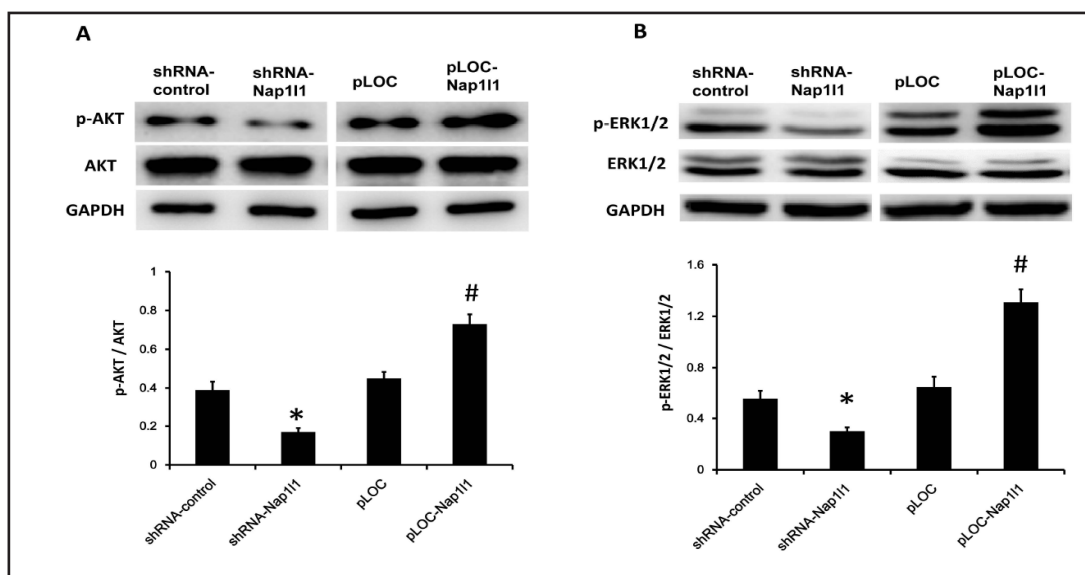 A
shRNA-
control
shRNA-
Nap1l1
pLOC
pLOC-
Nap1l1
p-AKT
AKT
GAPDH
1
0.8
0.6
0.4
0.2
0
p-AKT / AKT
*
#
shRNA-control
shRNA-Nap1l1
pLOC
pLOC-Nap1l1
B
shRNA-
control
shRNA-
Nap1l1
pLOC
pLOC-
Nap1l1
p-ERK1/2
ERK1/2
GAPDH
1.6
1.2
0.8
0.4
0
p-ERK1/2 / ERK1/2
*
#
shRNA-control
shRNA-Nap1l1
pLOC
pLOC-Nap1l1